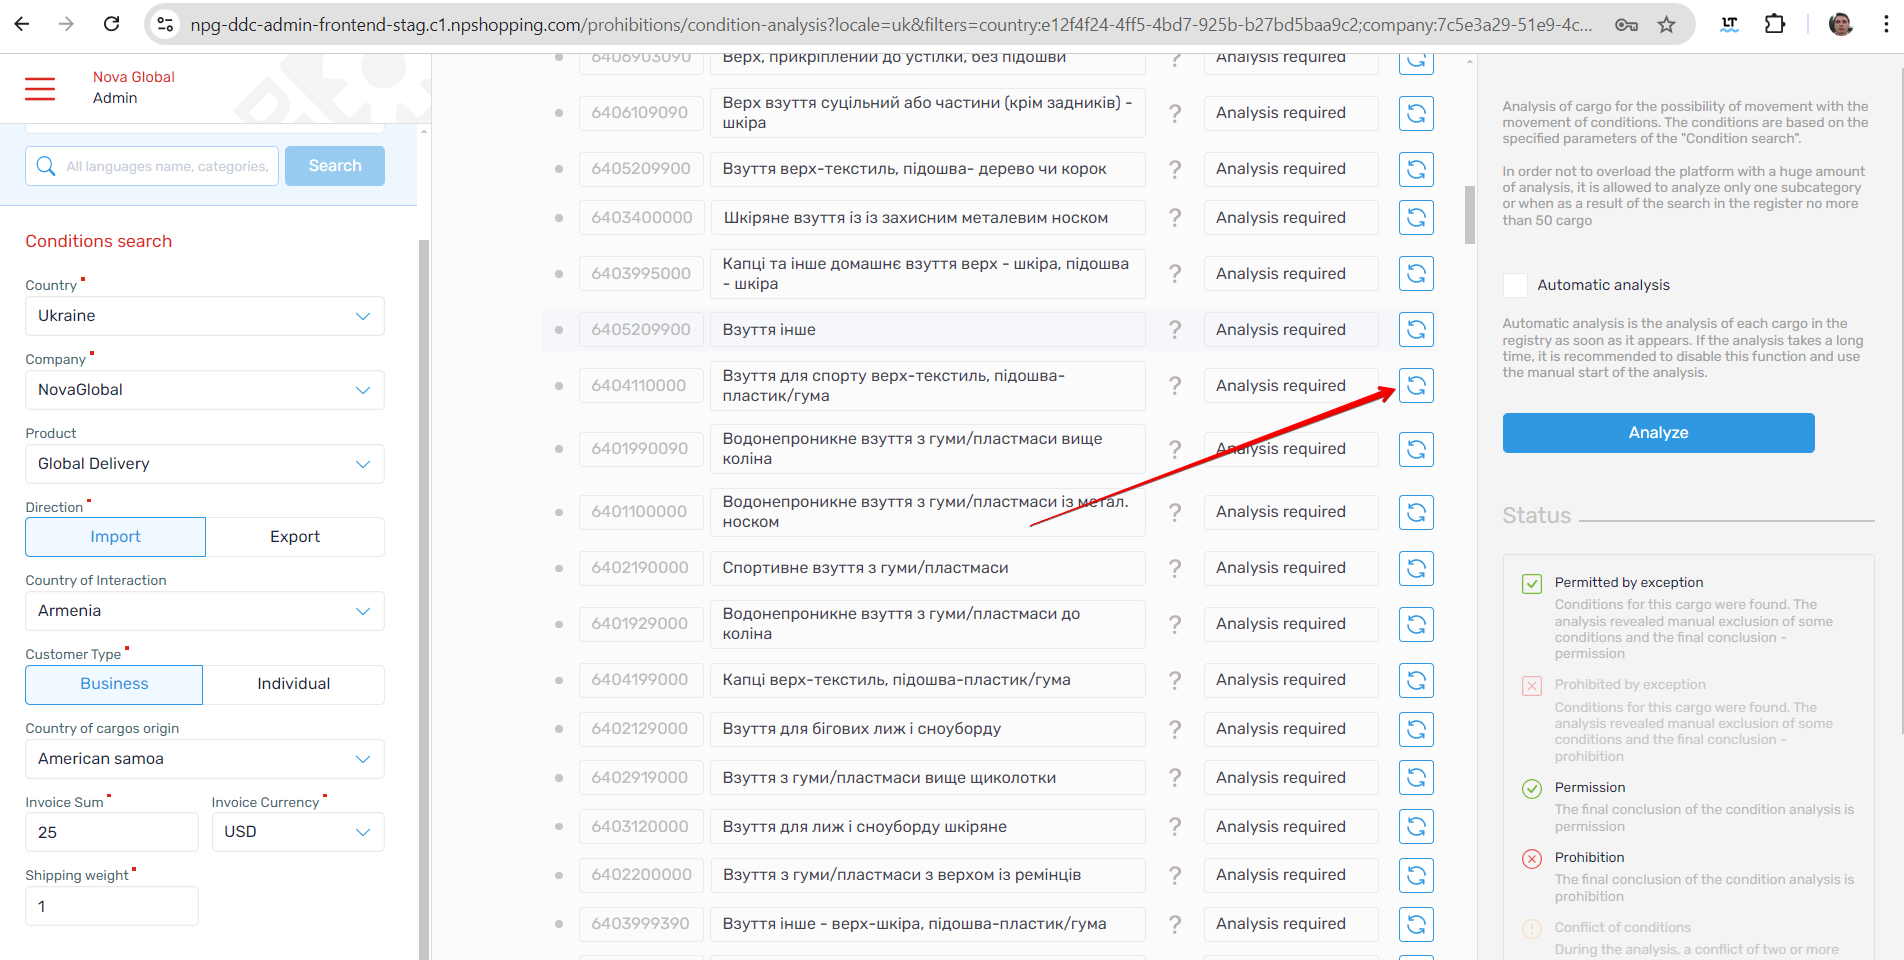 npg-ddc-admin-frontend-stag.c1.npshopping.com/prohibitions/condition-analysis?locale=uk&filters=country:e12f4f24-4ff5-4bd7-925b-b27bd5baa9c2;company:7c5e3a29-51e9-4c...
Nova Global
Admin
All languages name, categories,
Search
Conditions search
Country
Ukraine
Company
NovaGlobal
Product
Global Delivery
Direction
Import
Export
Country of Interaction
Armenia
Customer Type
Business
Individual
Country of cargos origin
American samoa
Invoice Sum
Invoice Currency
25
USD
Shipping weight
1
6406903090
Верх, прикріплений до устілки, без підошви
? Analysis required
6406109090
Верх взуття суцільний або частини (крім задників) -
шкіра
? Analysis required
6405209900
Взуття верх-текстиль, підошва- дерево чи корок
? Analysis required
6403400000
Шкіряне взуття із із захисним металевим носком
? Analysis required
6403995000
Капці та інше домашнє взуття верх - шкіра, підошва
- шкіра
? Analysis required
6405209900
Взуття інше
? Analysis required
6404110000
Взуття для спорту верх-текстиль, підошва-
пластик/гума
? Analysis required
6401990090
Водонепроникне взуття з гуми/пластмаси вище
коліна
? Analysis required
6401100000
Водонепроникне взуття з гуми/пластмаси із метал.
носком
? Analysis required
6402190000
Спортивне взуття з гуми/пластмаси
? Analysis required
6401929000
Водонепроникне взуття з гуми/пластмаси до
коліна
? Analysis required
6404199000
Капці верх-текстиль, підошва-пластик/гума
? Analysis required
6402129000
Взуття для бігових лиж і сноуборду
? Analysis required
6402919000
Взуття з гуми/пластмаси вище щиколотки
? Analysis required
6403120000
Взуття для лиж і сноуборду шкіряне
? Analysis required
6402200000
Взуття з гуми/пластмаси з верхом із ремінців
? Analysis required
6403999390
Взуття інше - верх-шкіра, підошва-пластик/гума
? Analysis required
Analysis of cargo for the possibility of movement with the
movement of conditions. The conditions are based on the
specified parameters of the "Condition search".
In order not to overload the platform with a huge amount
of analysis, it is allowed to analyze only one subcategory
or when as a result of the search in the register no more
than 50 cargo
Automatic analysis
Automatic analysis is the analysis of each cargo in the
registry as soon as it appears. If the analysis takes a long
time, it is recommended to disable this function and use
the manual start of the analysis.
Analyze
Status
Permitted by exception
Conditions for this cargo were found. The
analysis revealed manual exclusion of some
conditions and the final conclusion -
permission
Prohibited by exception
Conditions for this cargo were found. The
analysis revealed manual exclusion of some
conditions and the final conclusion -
prohibition
Permission
The final conclusion of the condition analysis is
permission
Prohibition
The final conclusion of the condition analysis is
prohibition
Conflict of conditions
During the analysis, a conflict of two or more